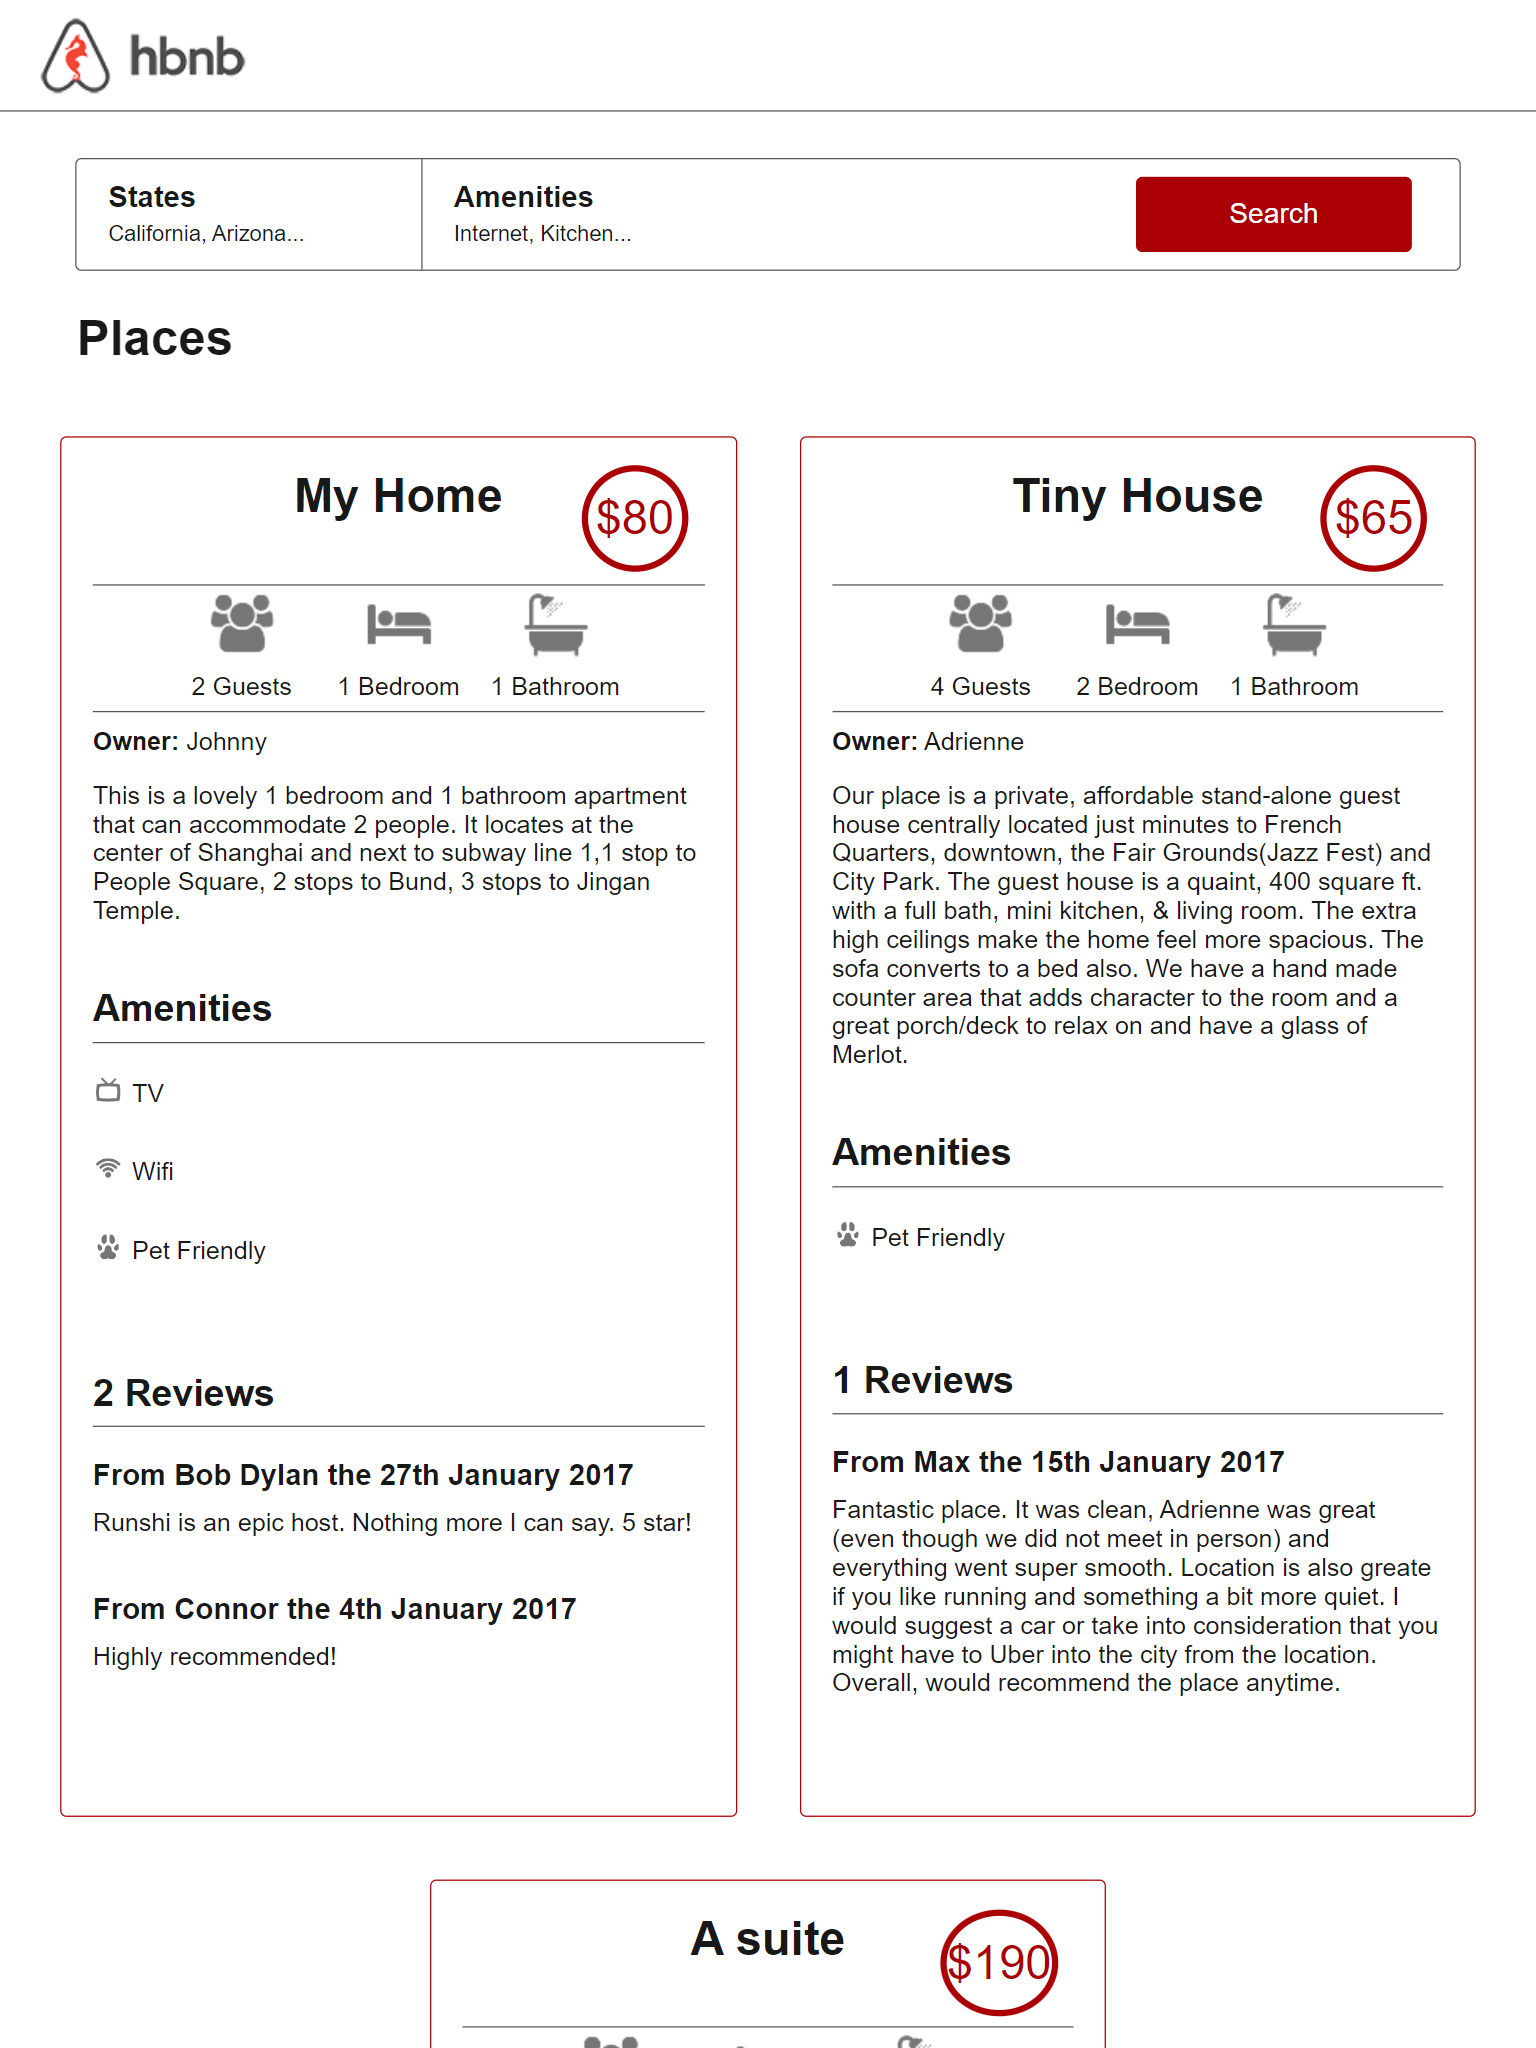 hbnb
States
California, Arizona...
Amenities
Internet, Kitchen...
Search
Places
My Home
$80
2 Guests
1 Bedroom
1 Bathroom
Owner: Johnny
This is a lovely 1 bedroom and 1 bathroom apartment
that can accommodate 2 people. It locates at the
center of Shanghai and next to subway line 1,1 stop to
People Square, 2 stops to Bund, 3 stops to Jingan
Temple.
Amenities
TV
Wifi
Pet Friendly
2 Reviews
From Bob Dylan the 27th January 2017
Runshi is an epic host. Nothing more I can say. 5 star!
From Connor the 4th January 2017
Highly recommended!
Tiny House
$65
4 Guests
2 Bedroom
1 Bathroom
Owner: Adrienne
Our place is a private, affordable stand-alone guest
house centrally located just minutes to French
Quarters, downtown, the Fair Grounds(Jazz Fest) and
City Park. The guest house is a quaint, 400 square ft.
with a full bath, mini kitchen, & living room. The extra
high ceilings make the home feel more spacious. The
sofa converts to a bed also. We have a hand made
counter area that adds character to the room and a
great porch/deck to relax on and have a glass of
Merlot.
Amenities
Pet Friendly
1 Reviews
From Max the 15th January 2017
Fantastic place. It was clean, Adrienne was great
(even though we did not meet in person) and
everything went super smooth. Location is also greate
if you like running and something a bit more quiet. I
would suggest a car or take into consideration that you
might have to Uber into the city from the location.
Overall, would recommend the place anytime.
A suite
$190